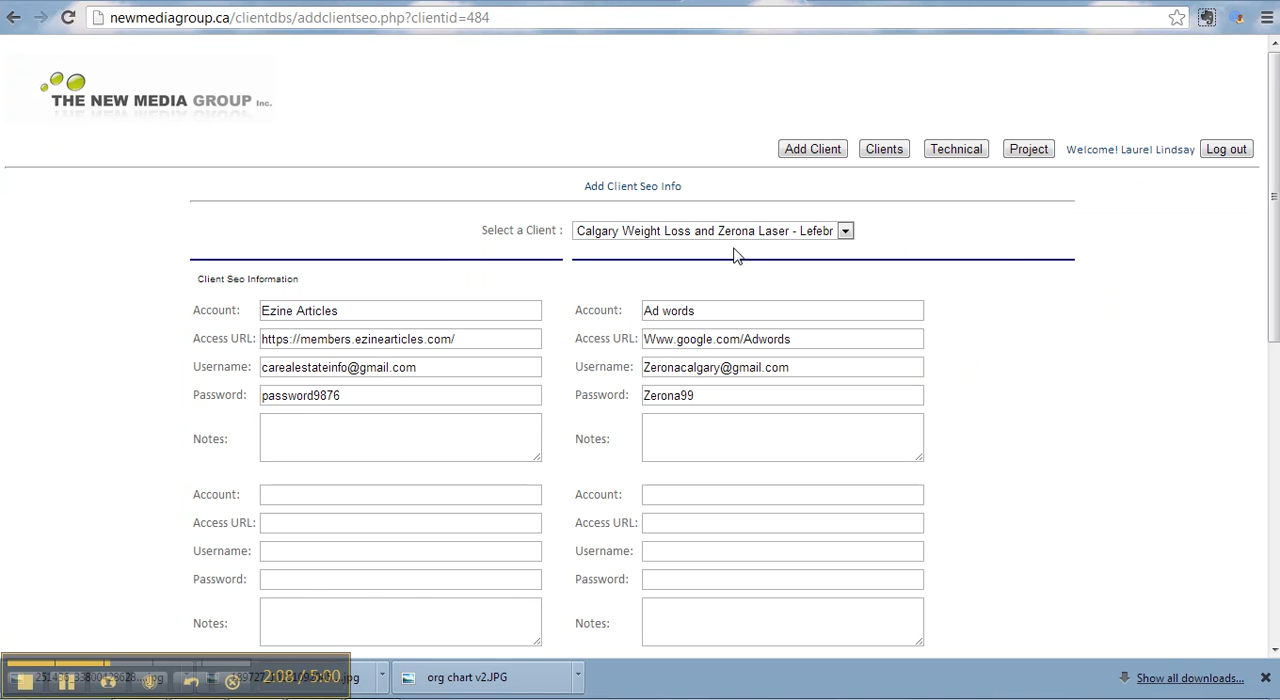 newmediagroup.ca/clientdbs/addclientseo.php?clientid=484
THE NEW MEDIA GROUP Inc.
Add Client Clients Technical Project Welcome! Laurel Lindsay Log out
Add Client Seo Info
Select a Client : Calgary Weight Loss and Zerona Laser - Lefebr
Client Seo Information
Account: Ezine Articles Account: Ad words
Access URL: https://members.ezinearticles.com/ Access URL: Www.google.com/Adwords
Username: carealestateinfo@gmail.com Username: Zeronacalgary@gmail.com
Password: password9876 Password: Zerona99
Notes: Notes:
Account: Account:
Access URL: Access URL:
Username: Username:
Password: Password:
Notes: Notes:
2:08 / 5:00 org chart v2.JPG Show all downloads...